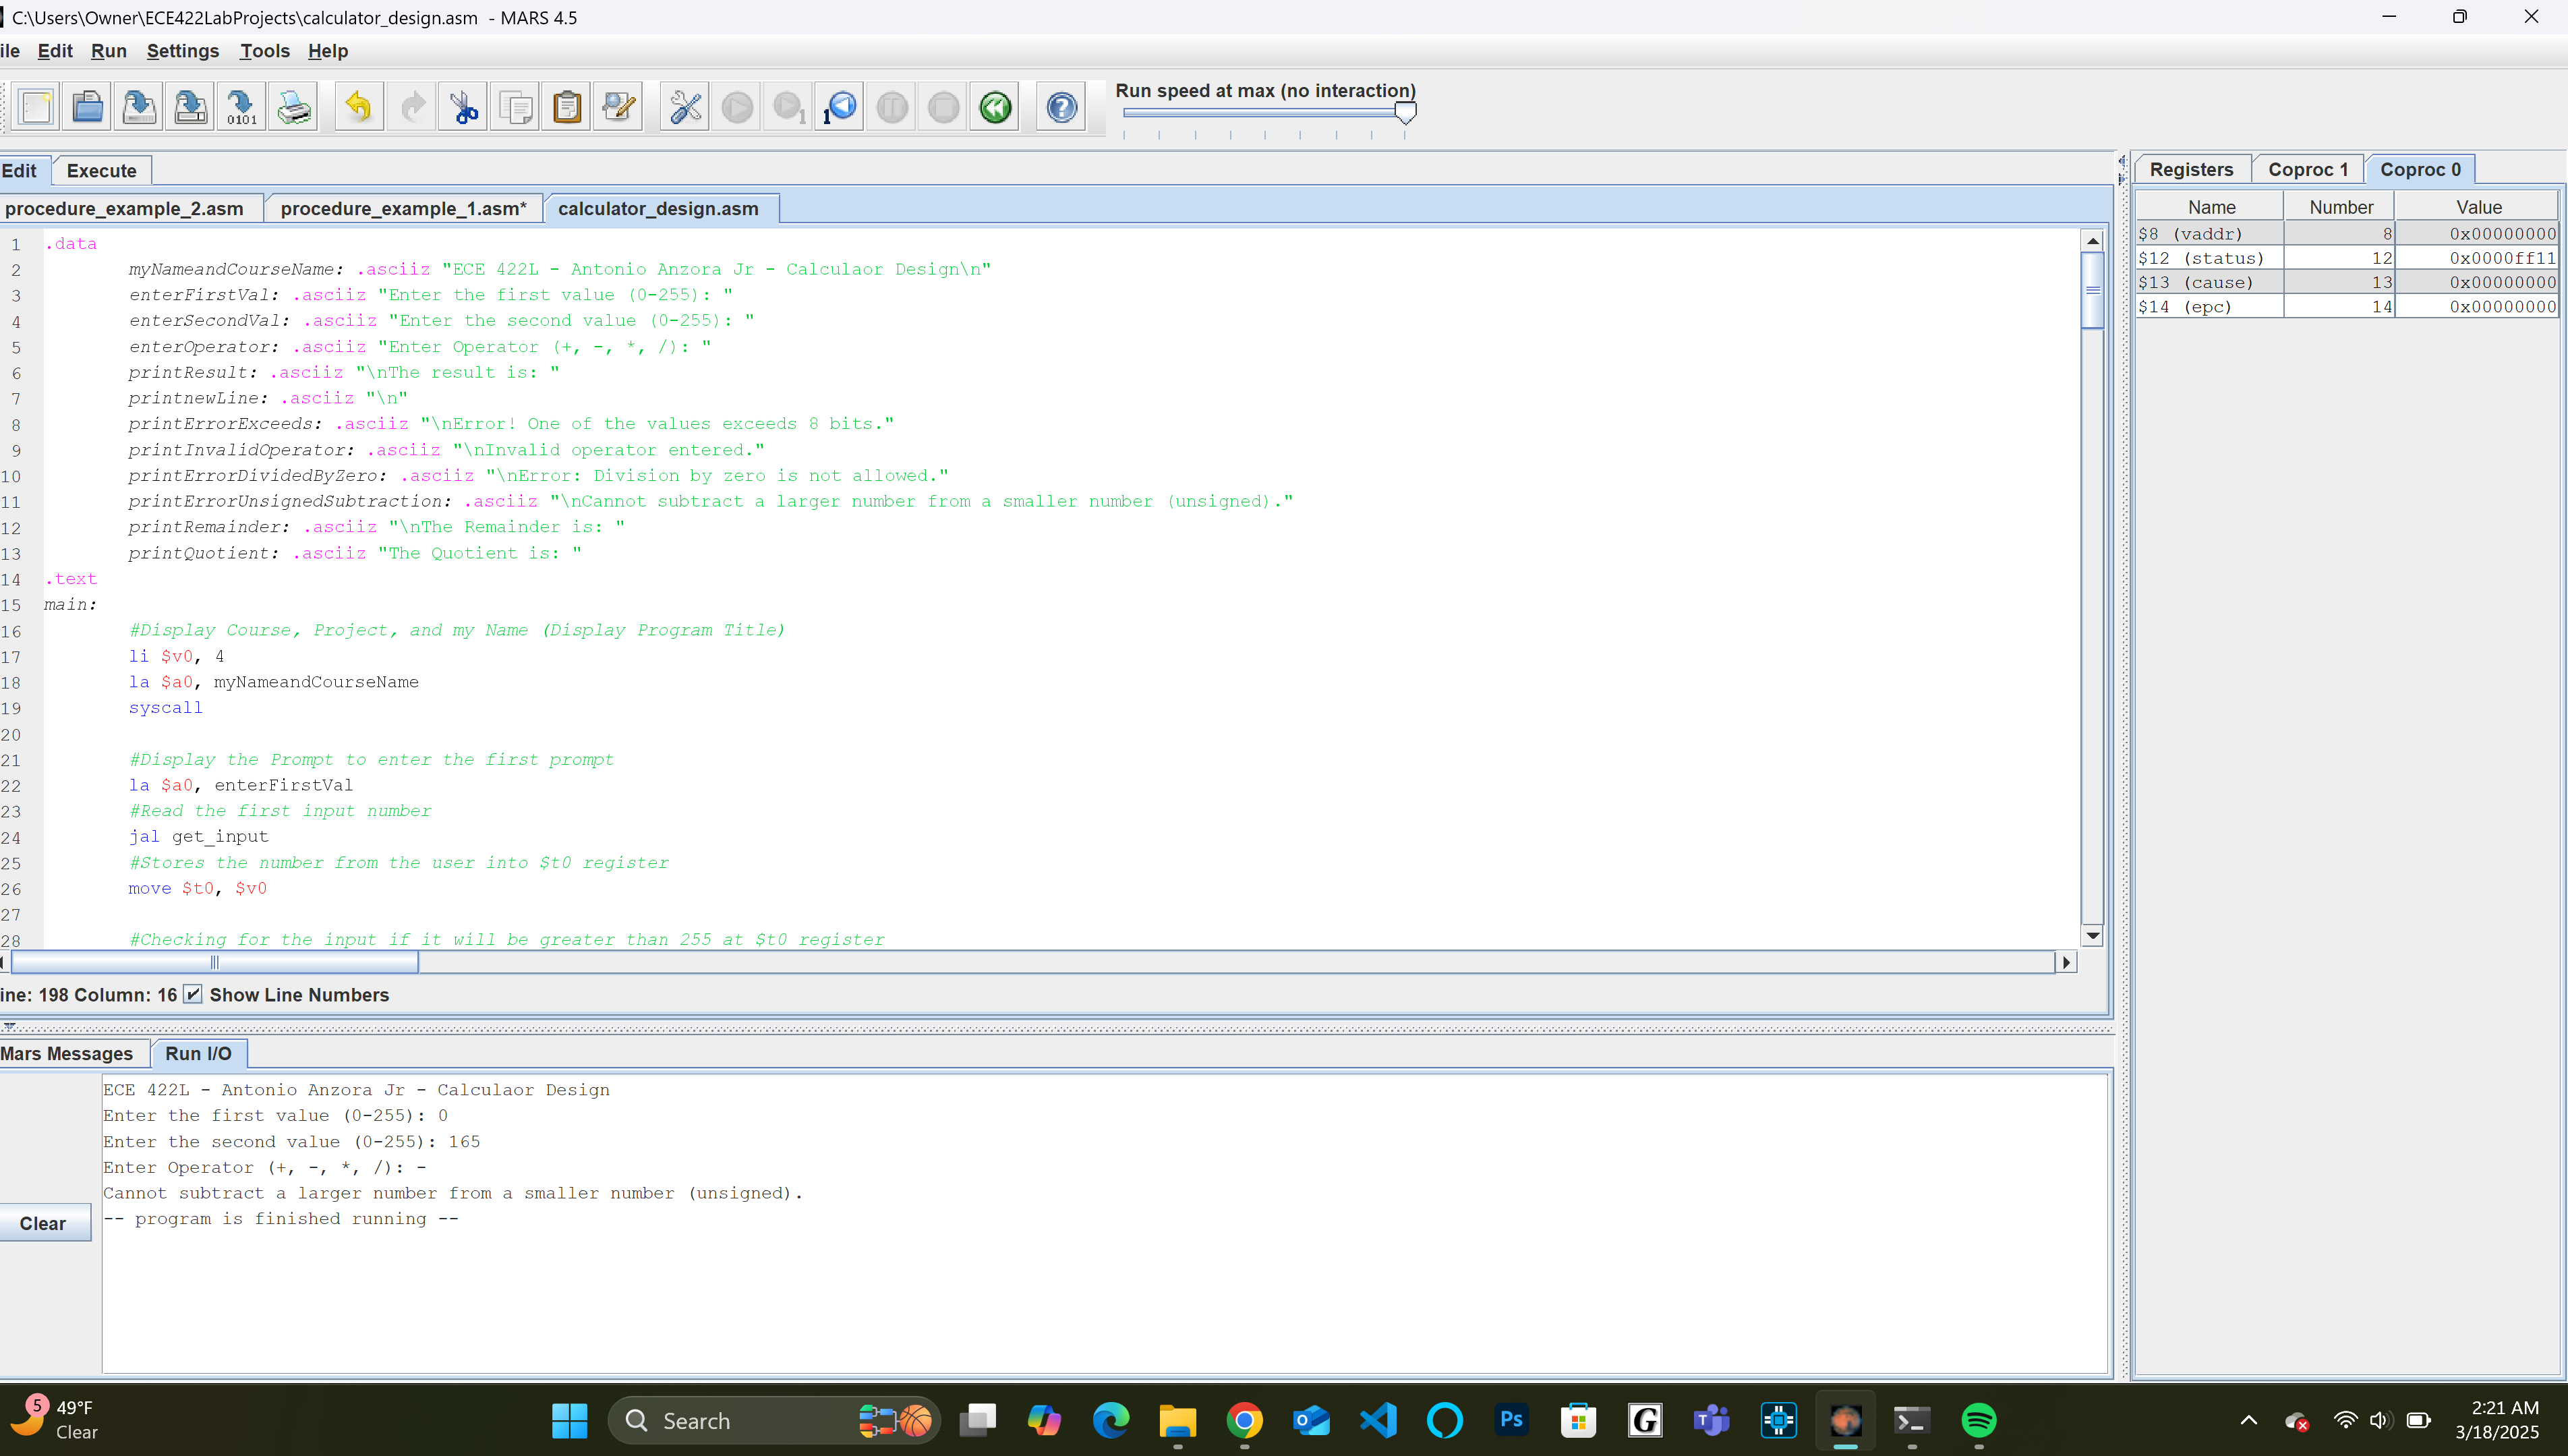 C:\Users\Owner\ECE422LabProjects\calculator_design.asm - MARS 4.5
ile Edit Run Settings Tools Help
Run speed at max (no interaction)
0101
1
1
Edit Execute
Registers Coproc 1 Coproc 0
procedure_example_2.asm procedure_example_1.asm* calculator_design.asm
Name Number Value
$8 (vaddr) 8 0x00000000
$12 (status) 12 0x0000ff11
$13 (cause) 13 0x00000000
$14 (epc) 14 0x00000000
1 .data
2 myNameandCourseName: .asciiz "ECE 422L - Antonio Anzora Jr - Calculaor Design\n"
3 enterFirstVal: .asciiz "Enter the first value (0-255): "
4 enterSecondVal: .asciiz "Enter the second value (0-255): "
5 enterOperator: .asciiz "Enter Operator (+, -, *, /): "
6 printResult: .asciiz "\nThe result is: "
7 printnewLine: .asciiz "\n"
8 printErrorExceeds: .asciiz "\nError! One of the values exceeds 8 bits."
9 printInvalidOperator: .asciiz "\nInvalid operator entered."
10 printErrorDividedByZero: .asciiz "\nError: Division by zero is not allowed."
11 printErrorUnsignedSubtraction: .asciiz "\nCannot subtract a larger number from a smaller number (unsigned)."
12 printRemainder: .asciiz "\nThe Remainder is: "
13 printQuotient: .asciiz "The Quotient is: "
14 .text
15 main:
16 #Display Course, Project, and my Name (Display Program Title)
17 li $v0, 4
18 la $a0, myNameandCourseName
19 syscall
20
21 #Display the Prompt to enter the first prompt
22 la $a0, enterFirstVal
23 #Read the first input number
24 jal get_input
25 #Stores the number from the user into $t0 register
26 move $t0, $v0
27
28 #Checking for the input if it will be greater than 255 at $t0 register
ine: 198 Column: 16 Show Line Numbers
Mars Messages Run I/O
ECE 422L - Antonio Anzora Jr - Calculaor Design
Enter the first value (0-255): 0
Enter the second value (0-255): 165
Enter Operator (+, -, *, /): -
Cannot subtract a larger number from a smaller number (unsigned).
-- program is finished running --
Clear
5
49°F
Clear
Search
Ps
G
T
2:21 AM
3/18/2025